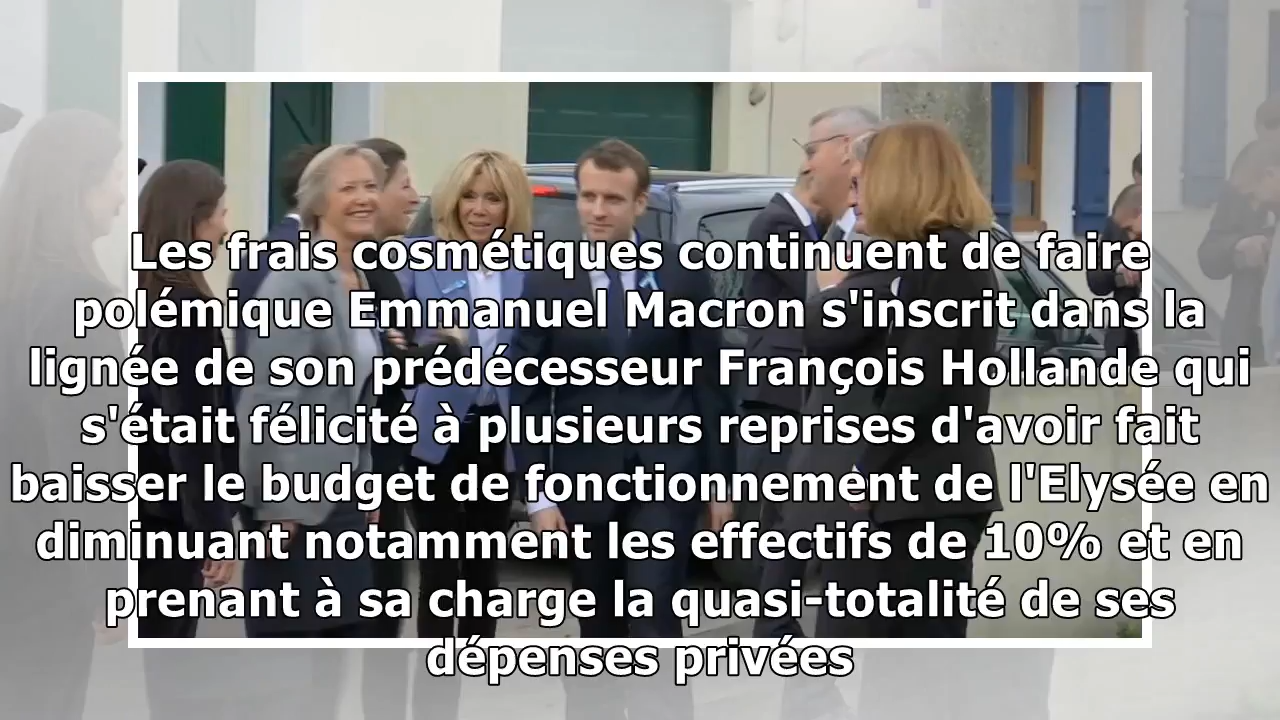 Les frais cosmétiques continuent de faire
polémique Emmanuel Macron s'inscrit dans la
lignée de son prédécesseur François Hollande qui
s'était félicité à plusieurs reprises d'avoir fait
baisser le budget de fonctionnement de l'Elysée en
diminuant notamment les effectifs de 10% et en
prenant à sa charge la quasi-totalité de ses
dépenses privées